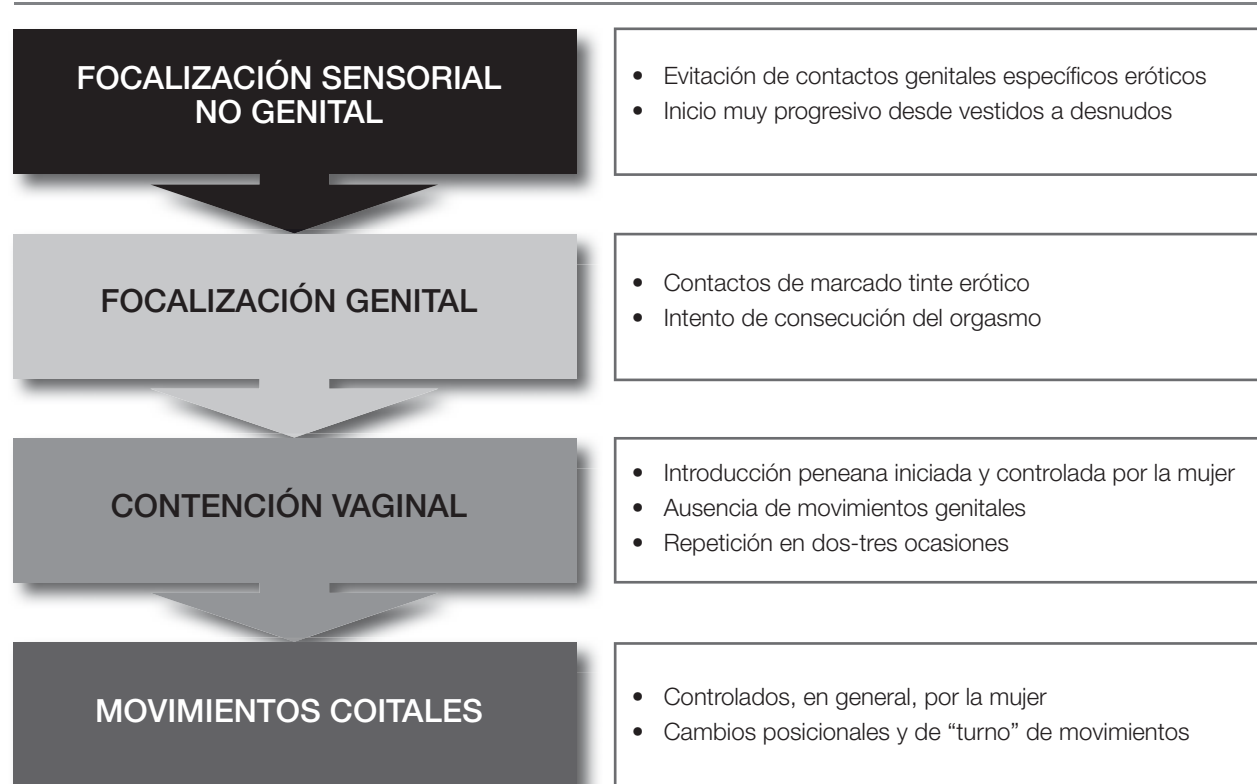 FOCALIZACIÓN SENSORIAL
NO GENITAL
• Evitación de contactos genitales específicos eróticos
• Inicio muy progresivo desde vestidos a desnudos
FOCALIZACIÓN GENITAL
• Contactos de marcado tinte erótico
• Intento de consecución del orgasmo
CONTENCIÓN VAGINAL
• Introducción peneana iniciada y controlada por la mujer
• Ausencia de movimientos genitales
• Repetición en dos-tres ocasiones
MOVIMIENTOS COITALES
• Controlados, en general, por la mujer
• Cambios posicionales y de “turno” de movimientos